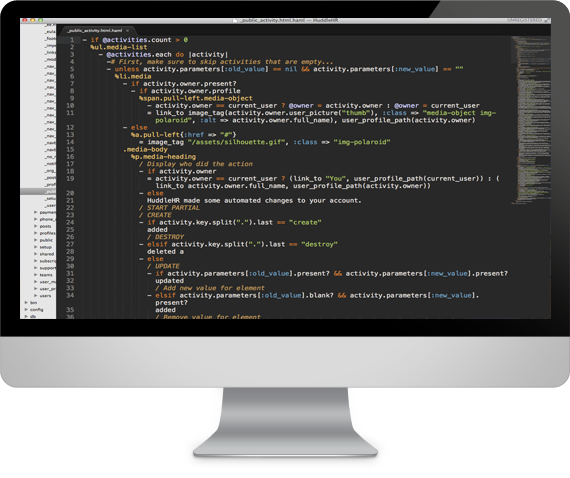 _public_activity.html.haml — HuddleHR
UNREGISTERED
_public_activity.html.haml
1 - if @activities.count > 0
2 %ul.media-list
3 - @activities.each do |activity|
4 -# First, make sure to skip activities that are empty...
5 - unless activity.parameters[:old_value] == nil && activity.parameters[:new_value] == ""
6 %li.media
7 - if activity.owner.present?
8 - if activity.owner.profile
9 %span.pull-left.media-object
10 - activity.owner == current_user ? @owner = activity.owner : @owner = current_user
11 = link_to image_tag(activity.owner.user_picture("thumb"), :class => "media-object img-
polaroid", :alt => activity.owner.full_name), user_profile_path(activity.owner)
12 - else
13 %a.pull-left{:href => "#"}
14 = image_tag "/assets/silhouette.gif", :class => "img-polaroid"
15 .media-body
16 %p.media-heading
17 / Display who did the action
18 - if activity.owner
19 = activity.owner == current_user ? (link_to "You", user_profile_path(current_user)) : (
link_to activity.owner.full_name, user_profile_path(activity.owner))
20 - else
21 HuddleHR made some automated changes to your account.
22 / START PARTIAL
23 / CREATE
24 - if activity.key.split(".").last == "create"
25 added
26 / DESTROY
27 - elsif activity.key.split(".").last == "destroy"
28 deleted a
29 - else
30 / UPDATE
31 - if activity.parameters[:old_value].present? && activity.parameters[:new_value].present?
32 updated
33 / Add new value for element
34 - elsif activity.parameters[:old_value].blank? && activity.parameters[:new_value].
present?
35 added
36 / Remove value for element
_nav
_nav
_nav
_nav
_nav
_nav
_nav
_nav
payment
phone_
posts
profiles
public
setup
shared
subscrip
support
teams
user_m
user_pr
users
bin
config
db